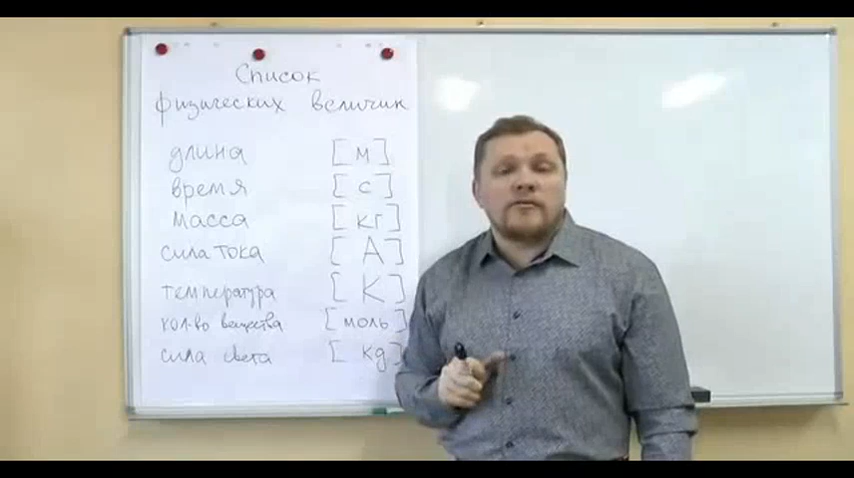 Список
физических величин
длина [м]
время [с]
масса [кг]
сила тока [А]
температура [К]
кол-во вещества [моль]
сила света [кд]